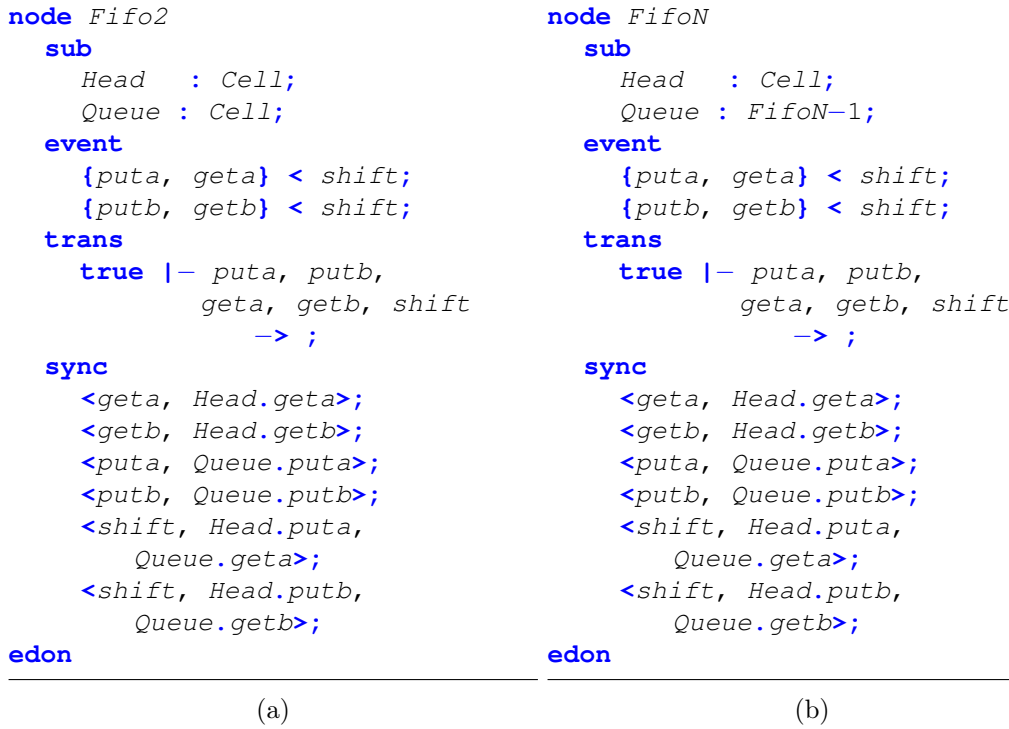 node Fifo2
sub
Head : Cell;
Queue : Cell;
event
{puta, geta} < shift;
{putb, getb} < shift;
trans
true |− puta, putb,
geta, getb, shift
−> ;
sync
<geta, Head.geta>;
<getb, Head.getb>;
<puta, Queue.puta>;
<putb, Queue.putb>;
<shift, Head.puta,
Queue.geta>;
<shift, Head.putb,
Queue.getb>;
edon
(a)
node FifoN
sub
Head : Cell;
Queue : FifoN−1;
event
{puta, geta} < shift;
{putb, getb} < shift;
trans
true |− puta, putb,
geta, getb, shift
−> ;
sync
<geta, Head.geta>;
<getb, Head.getb>;
<puta, Queue.puta>;
<putb, Queue.putb>;
<shift, Head.puta,
Queue.geta>;
<shift, Head.putb,
Queue.getb>;
edon
(b)